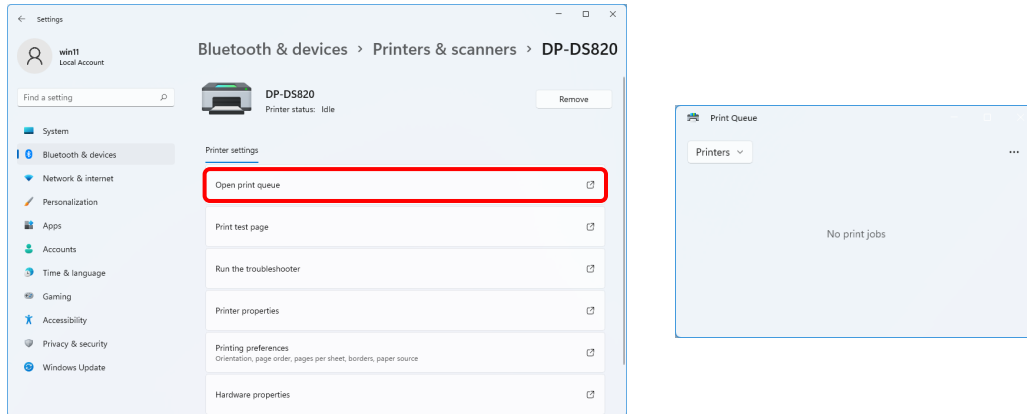 Settings
win11
Local Account
Find a setting
System
Bluetooth & devices
Network & internet
Personalization
Apps
Accounts
Time & language
Gaming
Accessibility
Privacy & security
Windows Update
Bluetooth & devices > Printers & scanners > DP-DS820
DP-DS820
Printer status: Idle
Remove
Printer settings
Open print queue
Print test page
Run the troubleshooter
Printer properties
Printing preferences
Orientation, page order, pages per sheet, borders, paper source
Hardware properties
Print Queue
Printers
No print jobs